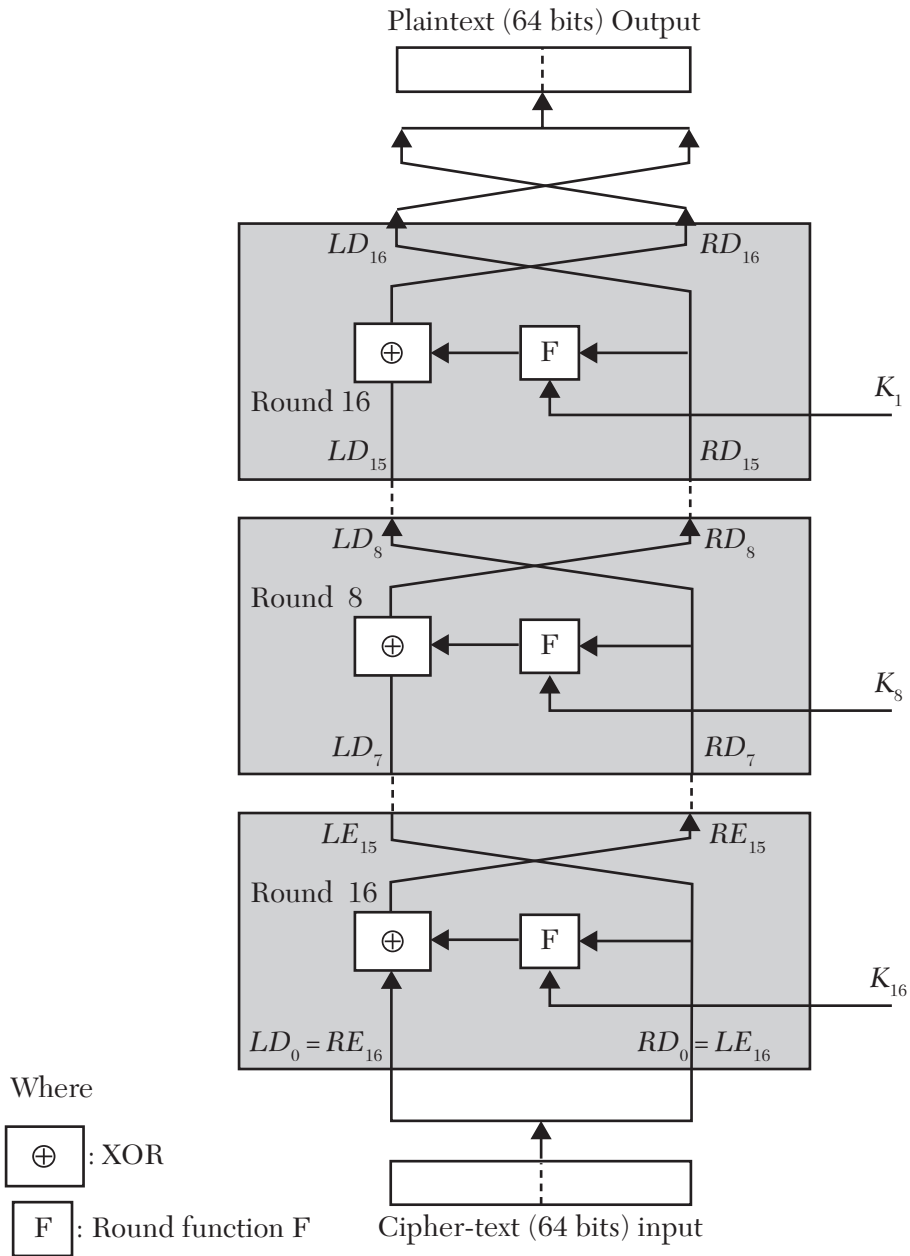 Plaintext (64 bits) Output
LD₁₆ RD₁₆
⊕ F
Round 16 K₁
LD₁₅ RD₁₅
LD₈ RD₈
Round 8
⊕ F
K₈
LD₇ RD₇
LE₁₅ RE₁₅
Round 16
⊕ F
K₁₆
LD₀ = RE₁₆ RD₀ = LE₁₆
Where
⊕ : XOR
F : Round function F
Cipher-text (64 bits) input